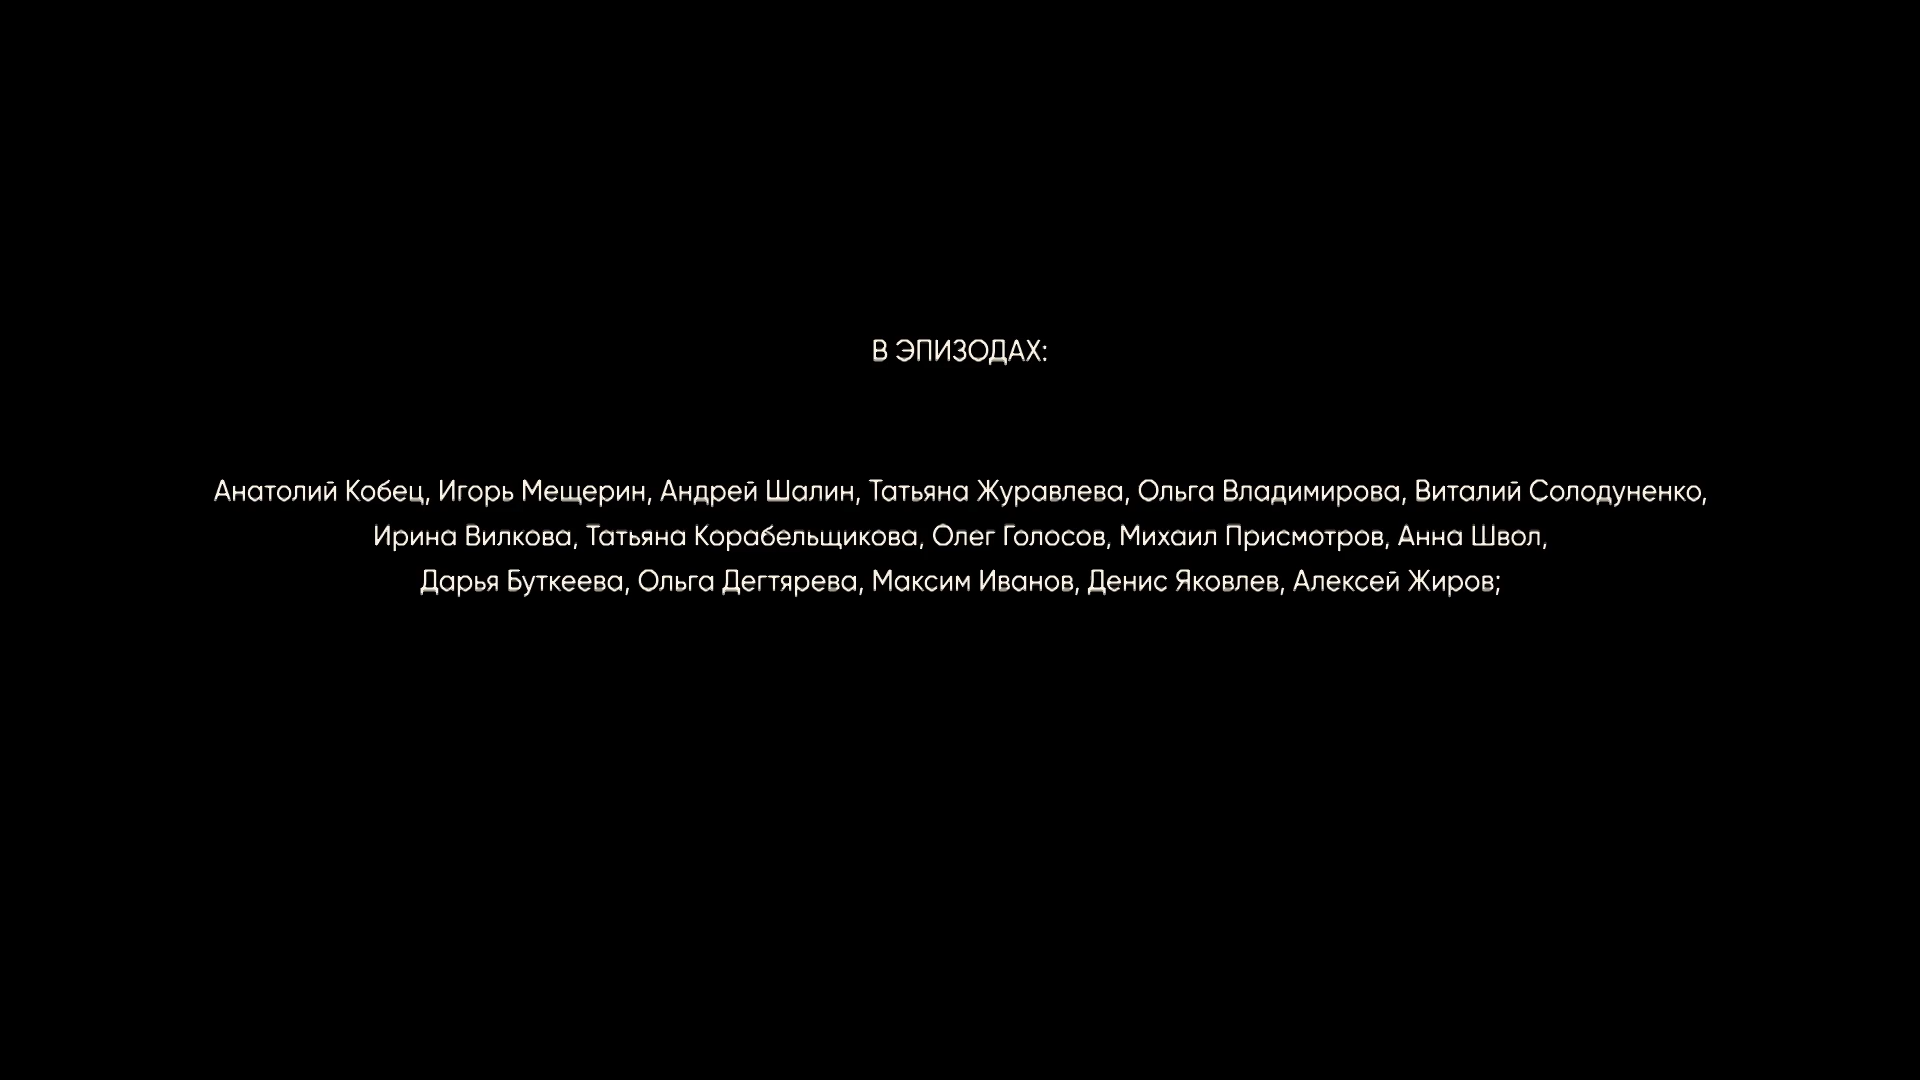 В ЭПИЗОДАХ:
Анатолий Кобец, Игорь Мещерин, Андрей Шалин, Татьяна Журавлева, Ольга Владимирова, Виталий Солодуненко,
Ирина Вилкова, Татьяна Корабельщикова, Олег Голосов, Михаил Присмотров, Анна Швол,
Дарья Буткеева, Ольга Дегтярева, Максим Иванов, Денис Яковлев, Алексей Жиров;